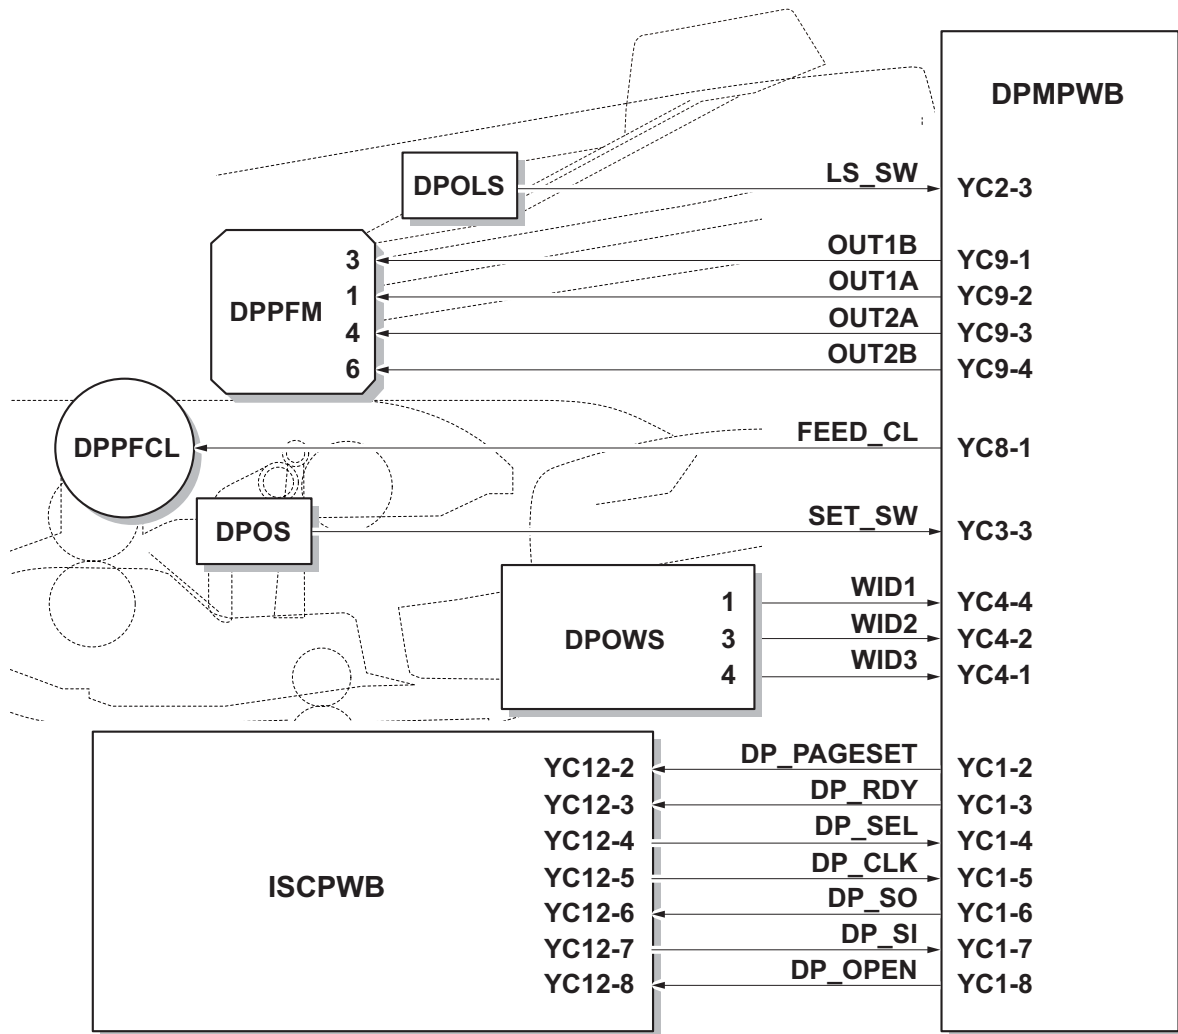 DPMPWB
DPOLS LS_SW YC2-3
DPPFM
3 OUT1B YC9-1
1 OUT1A YC9-2
4 OUT2A YC9-3
6 OUT2B YC9-4
DPPFCL FEED_CL YC8-1
DPOS SET_SW YC3-3
DPOWS
1 WID1 YC4-4
3 WID2 YC4-2
4 WID3 YC4-1
ISCPWB
YC12-2 DP_PAGESET YC1-2
YC12-3 DP_RDY YC1-3
YC12-4 DP_SEL YC1-4
YC12-5 DP_CLK YC1-5
YC12-6 DP_SO YC1-6
YC12-7 DP_SI YC1-7
YC12-8 DP_OPEN YC1-8